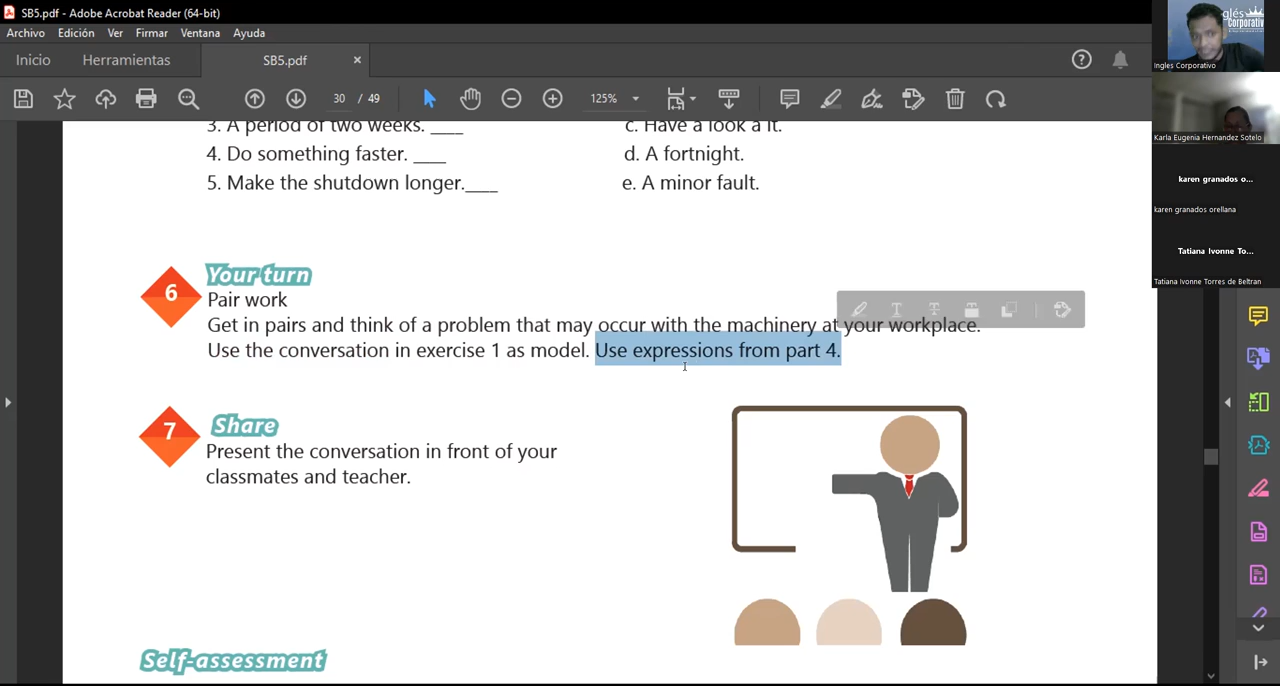 SB5.pdf - Adobe Acrobat Reader (64-bit)
Archivo Edición Ver Firmar Ventana Ayuda
Inicio Herramientas SB5.pdf ×
30 / 49 125%
3. A period of two weeks. ____ c. Have a look a it.
4. Do something faster. ____ d. A fortnight.
5. Make the shutdown longer.____ e. A minor fault.
6 Your turn
Pair work
Get in pairs and think of a problem that may occur with the machinery at your workplace.
Use the conversation in exercise 1 as model. Use expressions from part 4.
7 Share
Present the conversation in front of your
classmates and teacher.
Self-assessment
glés
Corporativo
Ingles Corporativo
Karla Eugenia Hernandez Sotelo
karen granados o...
karen granados orellana
Tatiana Ivonne To...
Tatiana Ivonne Torres de Beltran